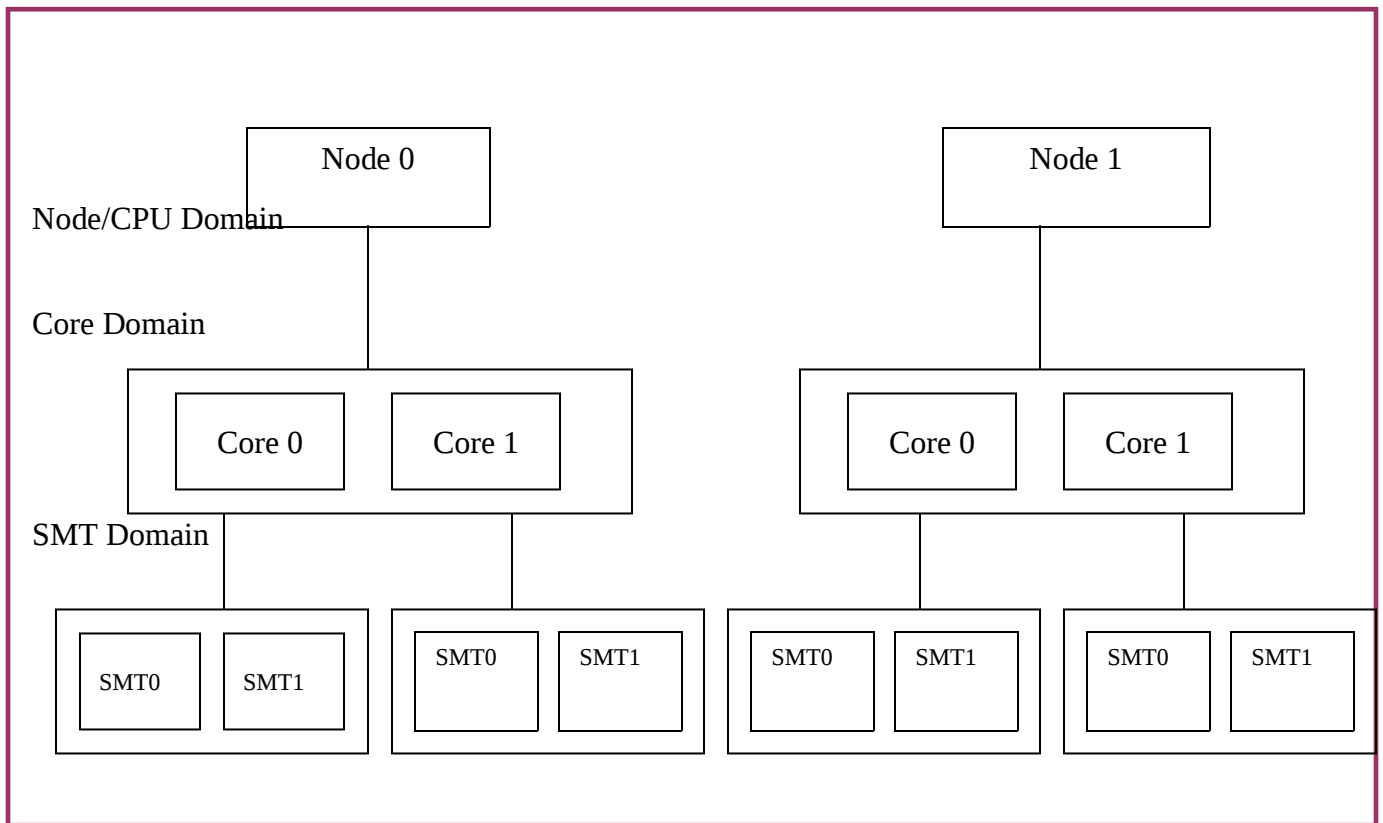 Node 0
Node 1
Node/CPU Domain
Core Domain
Core 0
Core 1
Core 0
Core 1
SMT Domain
SMT0
SMT1
SMT0
SMT1
SMT0
SMT1
SMT0
SMT1